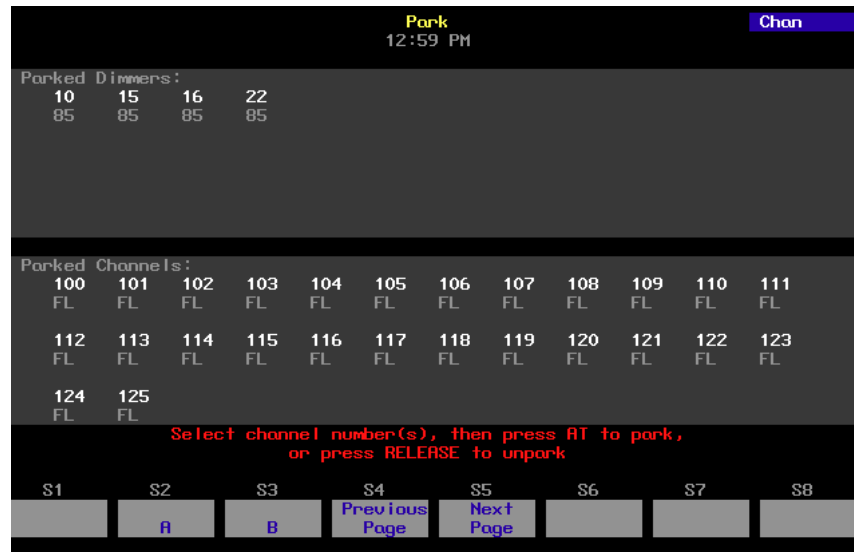 Park
Chan
12:59 PM
Parked Dimmers:
10 15 16 22
85 85 85 85
Parked Channels:
100 101 102 103 104 105 106 107 108 109 110 111
FL FL FL FL FL FL FL FL FL FL FL FL
112 113 114 115 116 117 118 119 120 121 122 123
FL FL FL FL FL FL FL FL FL FL FL FL
124 125
FL FL
Select channel number(s), then press AT to park,
or press RELEASE to unpark
S1 S2 S3 S4 S5 S6 S7 S8
Previous Next
A B Page Page